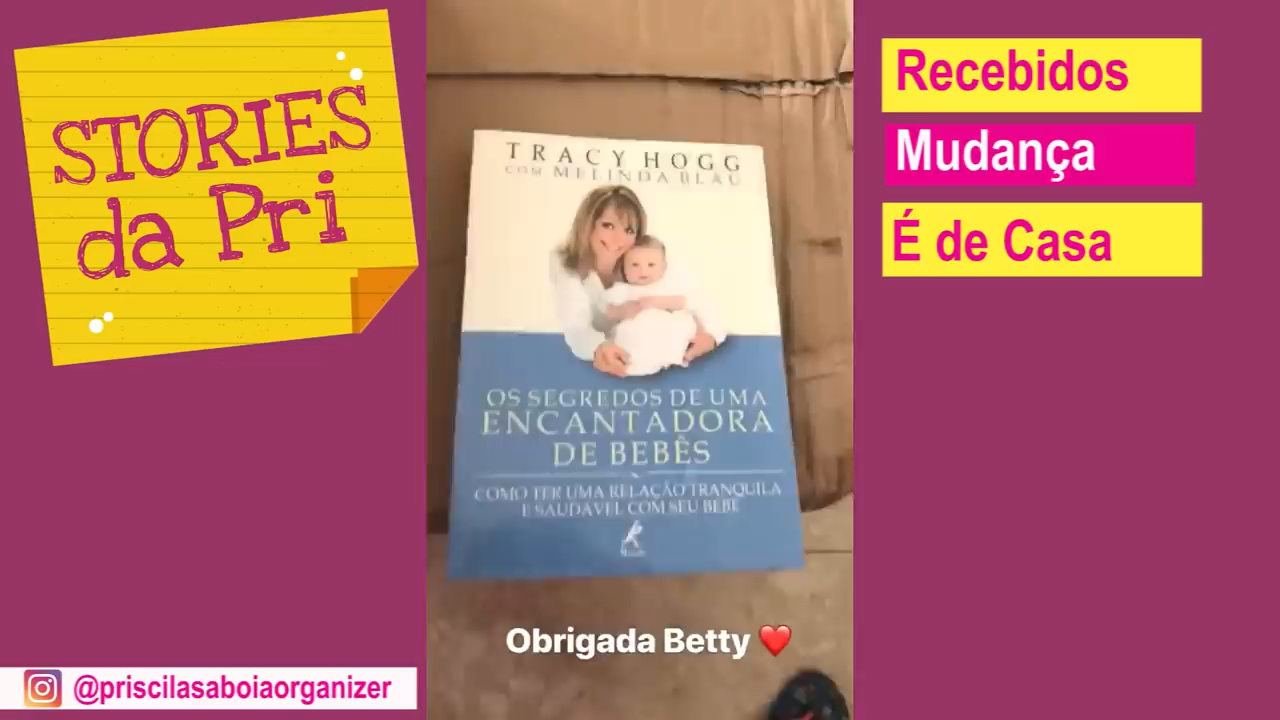 STORIES
da Pri
@priscilasaboiaorganizer
TRACY HOGG
COM MELINDA BLAU
OS SEGREDOS DE UMA
ENCANTADORA
DE BEBÊS
COMO TER UMA RELAÇÃO TRANQUILA
E SAUDÁVEL COM SEU BEBÊ
Obrigada Betty ❤️
Recebidos
Mudança
É de Casa